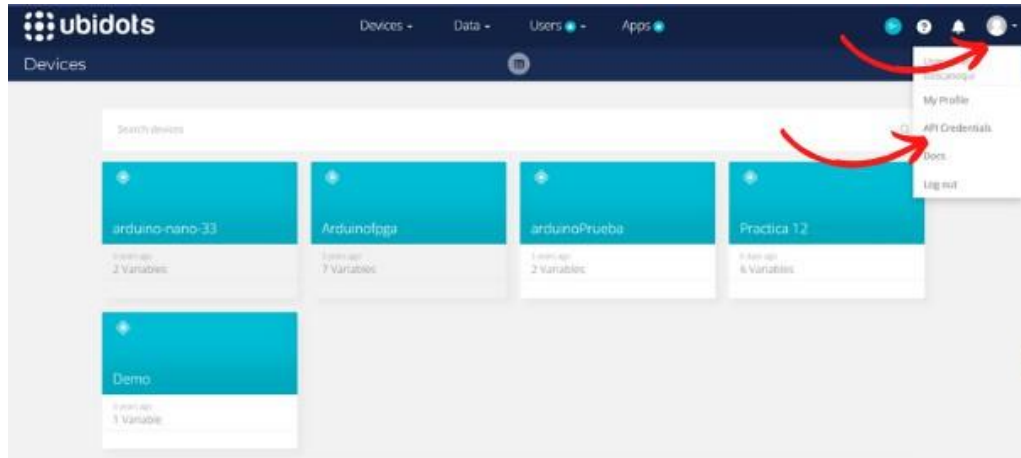 ubidots
Devices
Data
Users
Apps
Devices
My Profile
API Credentials
Docs
Log out
Search devices
arduino-nano-33
2 Variables
Arduinofpga
7 Variables
arduinoPrueba
2 Variables
Practica 12
6 Variables
Demo
1 Variable